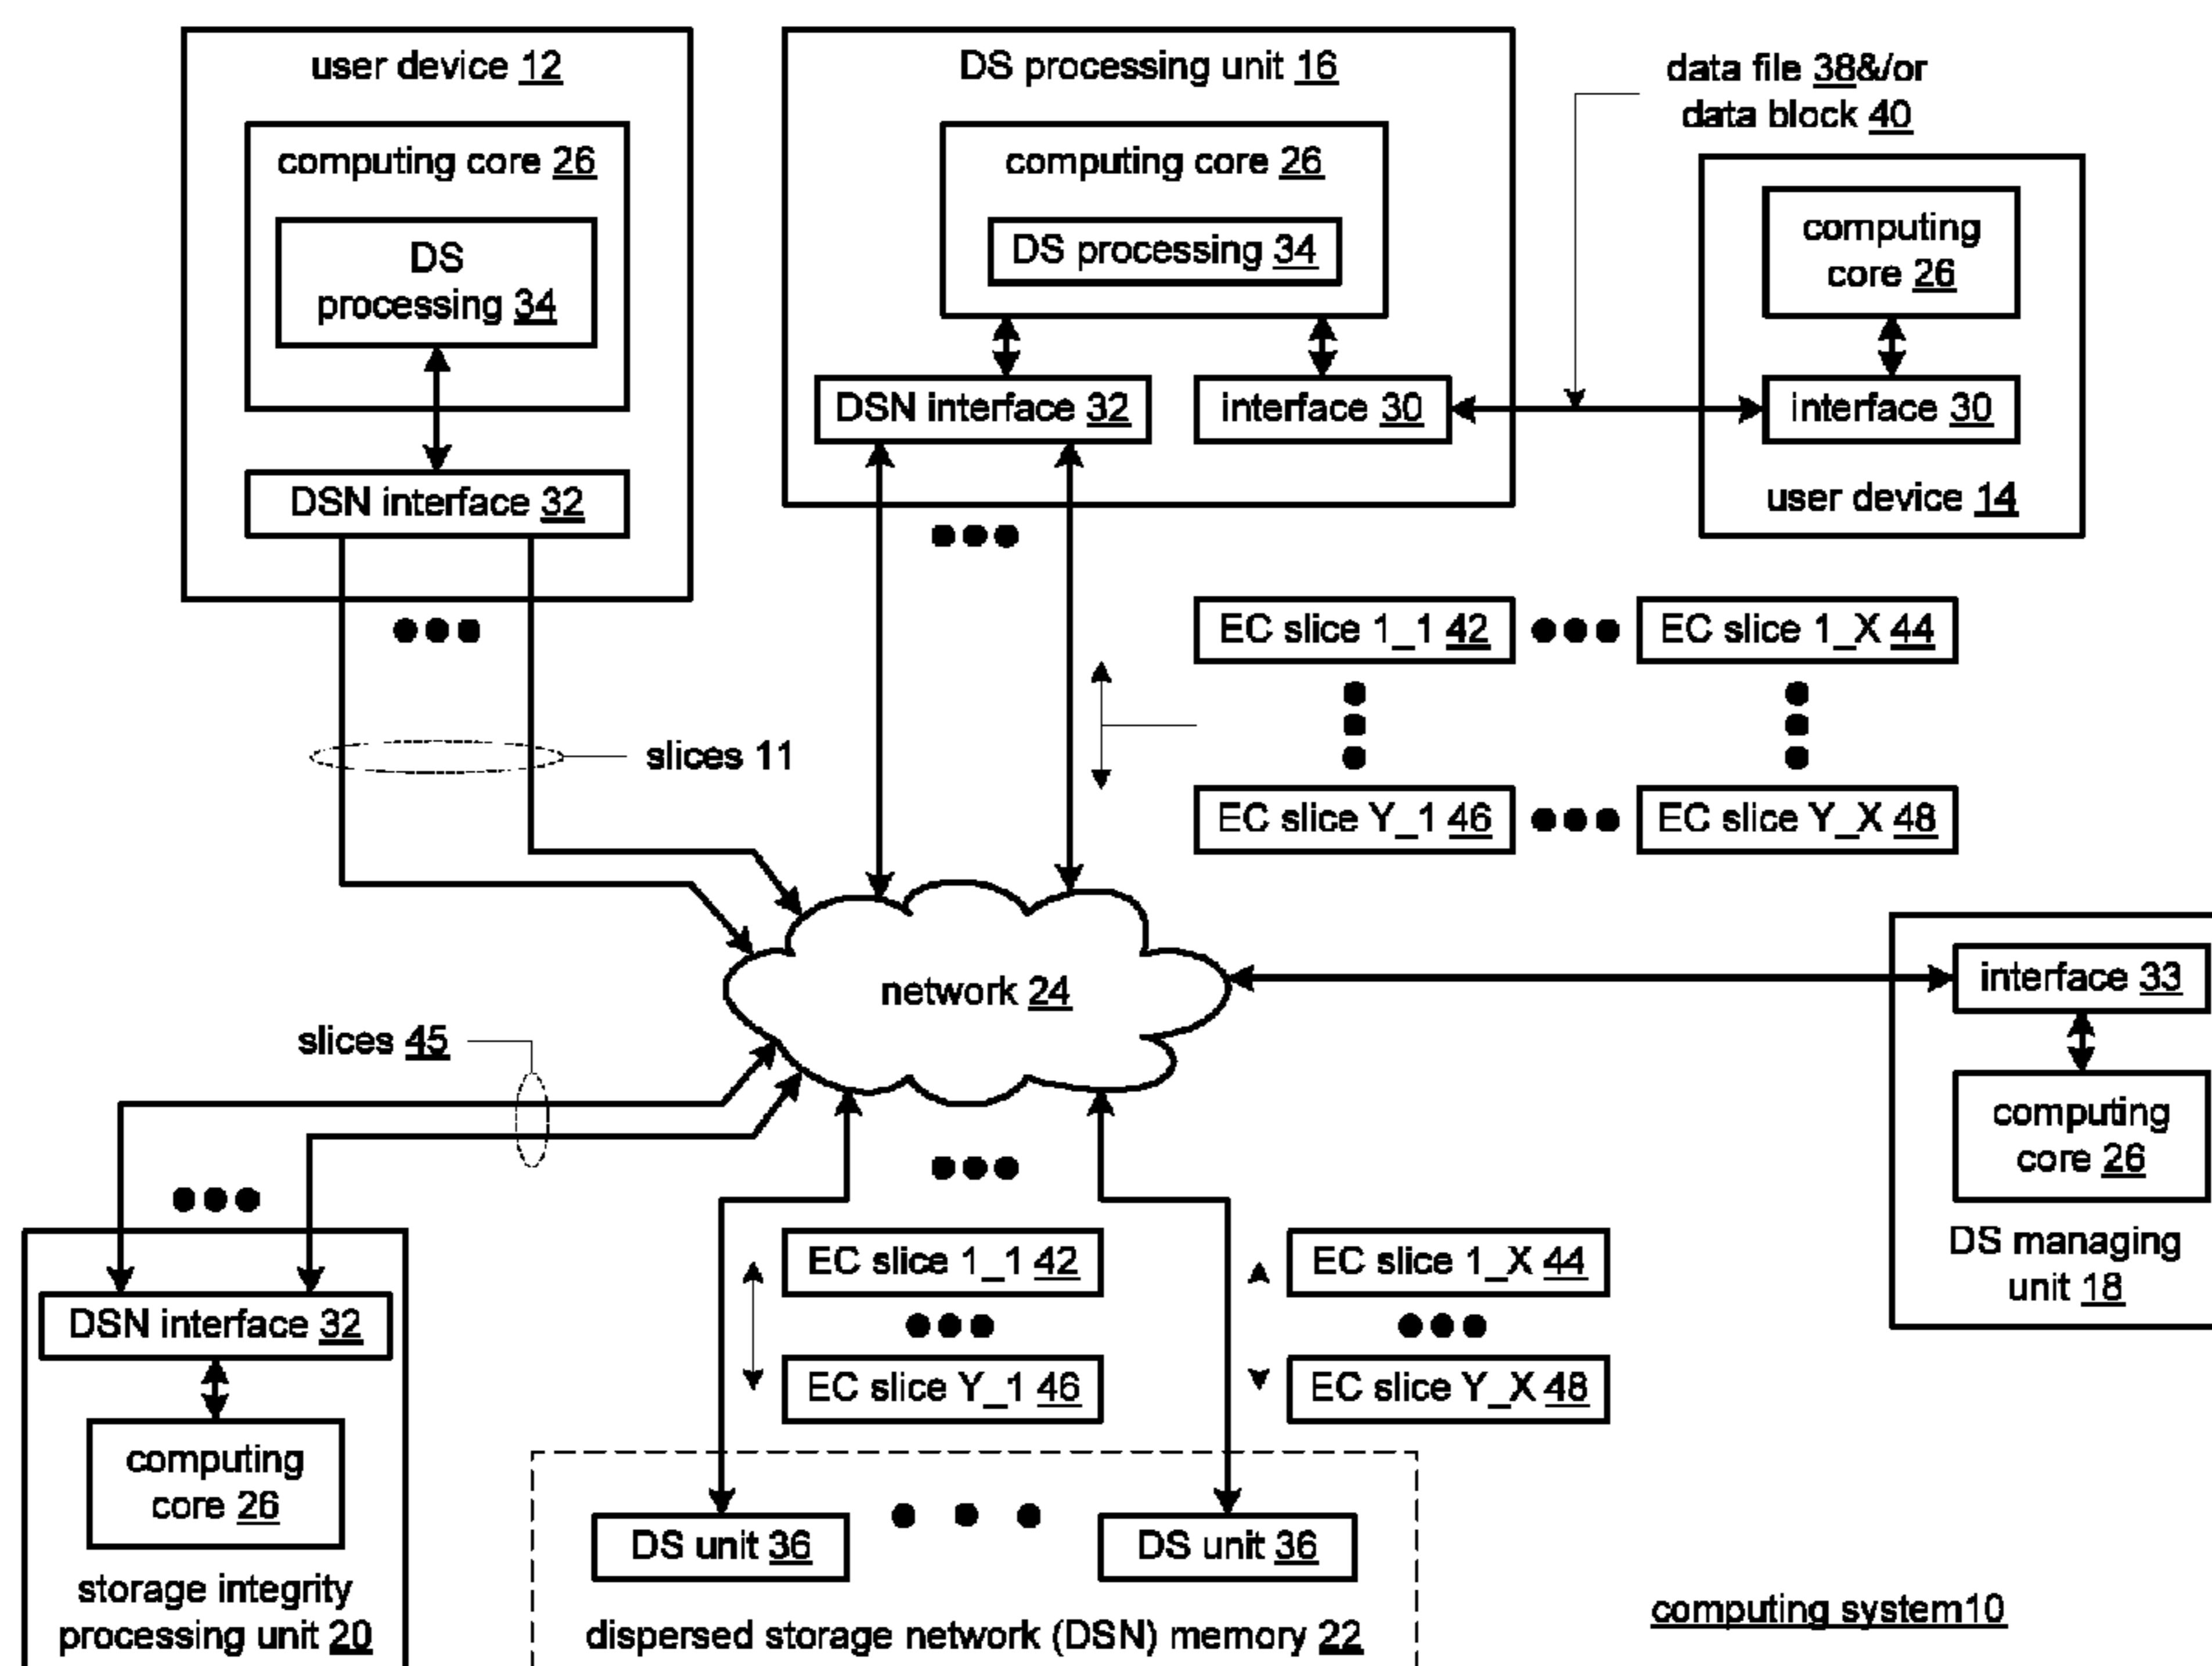 user device 12
computing core 26
DS
processing 34
DSN interface 32
DS processing unit 16
computing core 26
DS processing 34
DSN interface 32
interface 30
data file 38&/or
data block 40
computing
core 26
interface 30
user device 14
slices 11
EC slice 1_1 42
EC slice 1_X 44
EC slice Y_1 46
EC slice Y_X 48
network 24
interface 33
computing
core 26
DS managing
unit 18
slices 45
DSN interface 32
computing
core 26
storage integrity
processing unit 20
EC slice 1_1 42
EC slice Y_1 46
EC slice 1_X 44
EC slice Y_X 48
DS unit 36
DS unit 36
dispersed storage network (DSN) memory 22
computing system10